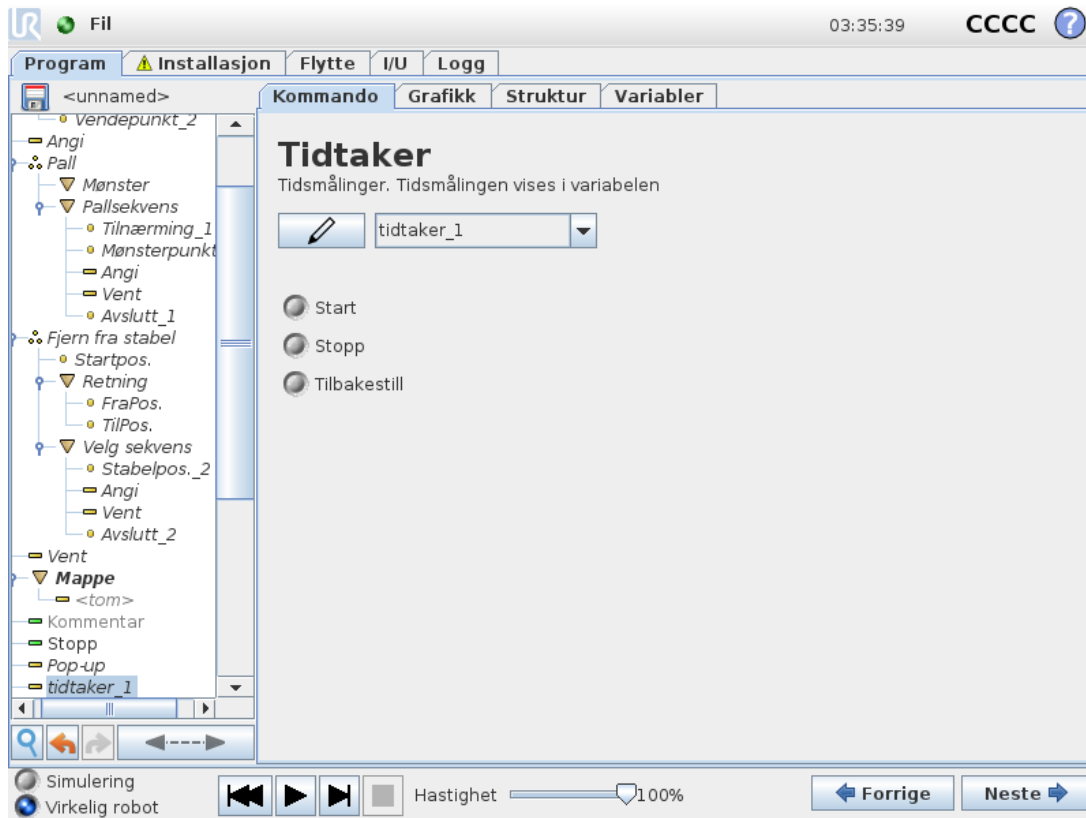 UR Fil 03:35:39 CCCC ?
Program Installasjon Flytte I/U Logg
<unnamed>
Kommando Grafikk Struktur Variabler
Vendepunkt_2
Angi
Pall
Mønster
Pallsekvens
Tilnærming_1
Mønsterpunkt
Angi
Vent
Avslutt_1
Fjern fra stabel
Startpos.
Retning
FraPos.
TilPos.
Velg sekvens
Stabelpos._2
Angi
Vent
Avslutt_2
Vent
Mappe
<tom>
Kommentar
Stopp
Pop-up
tidtaker_1
Tidtaker
Tidsmålinger. Tidsmålingen vises i variabelen
tidtaker_1
Start
Stopp
Tilbakestill
Simulering
Virkelig robot
Hastighet 100%
Forrige Neste